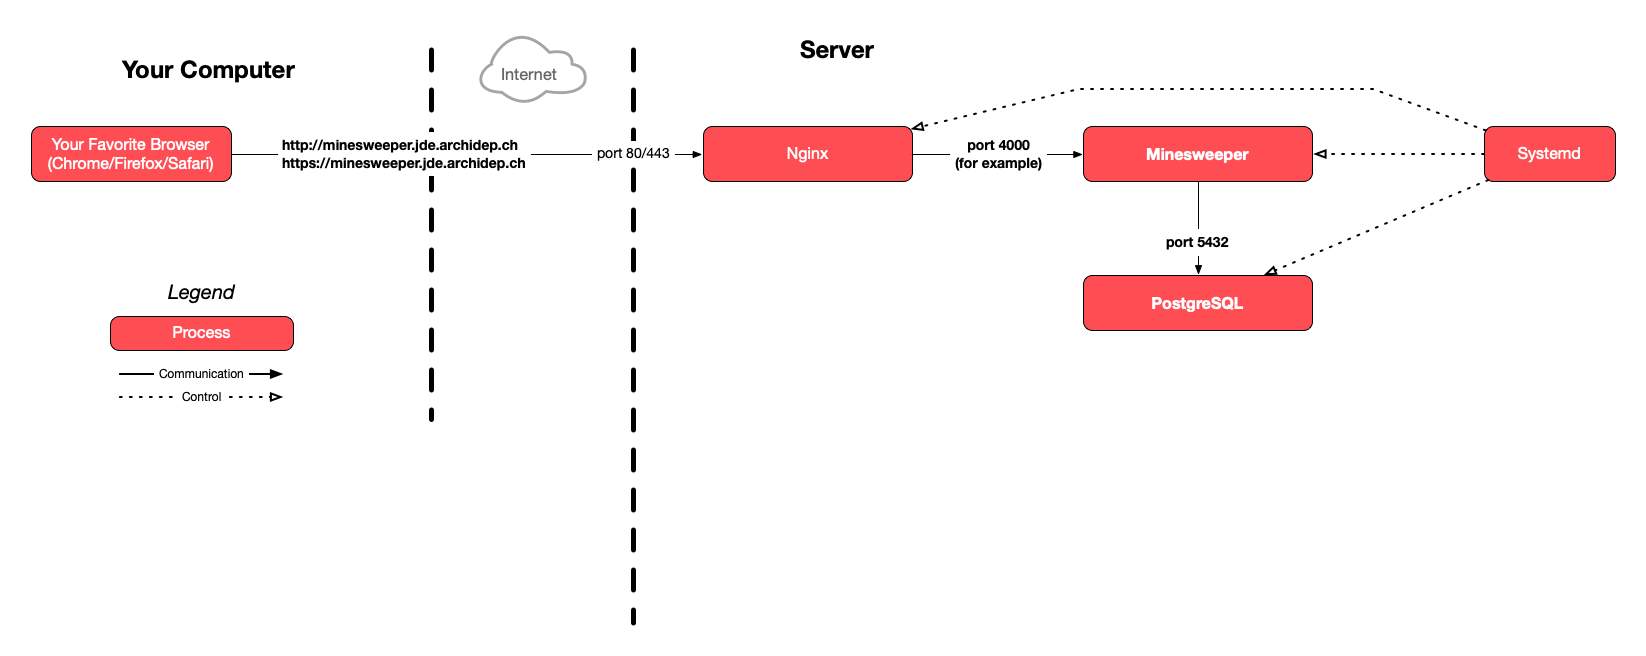 Your Computer
Internet
Server
Your Favorite Browser
(Chrome/Firefox/Safari)
http://minesweeper.jde.archidep.ch
https://minesweeper.jde.archidep.ch
port 80/443
Nginx
port 4000
(for example)
Minesweeper
Systemd
port 5432
PostgreSQL
Legend
Process
Communication
Control